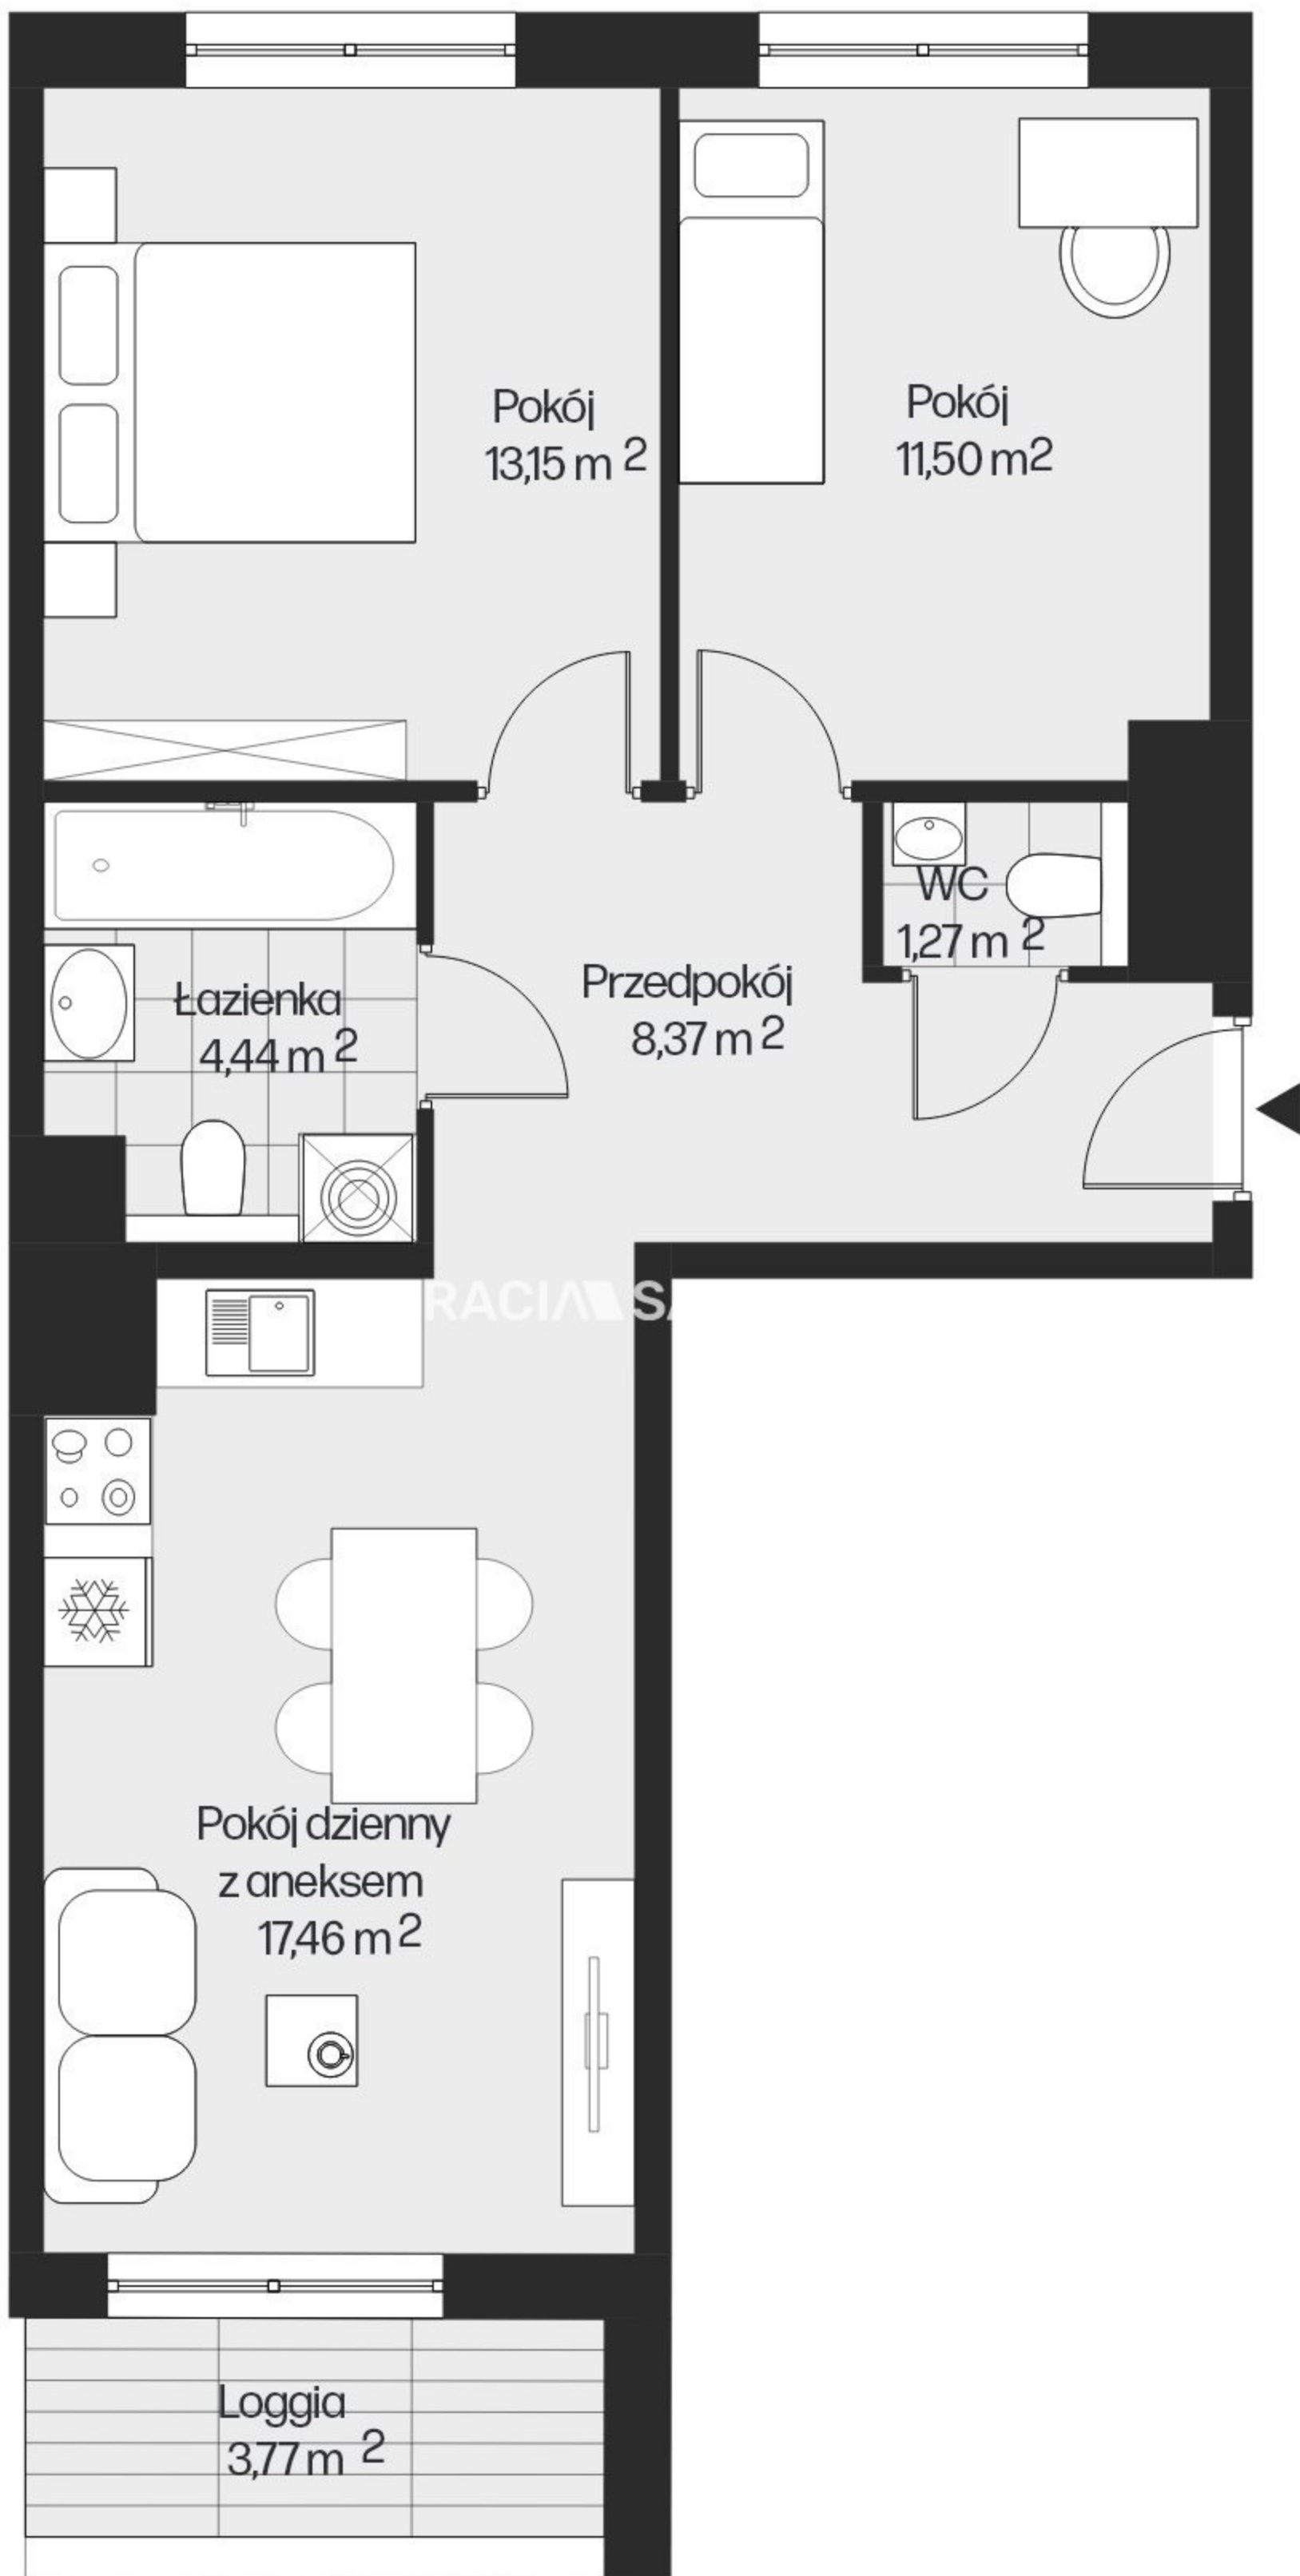 Pokój
13,15 m 2
Pokój
11,50 m2
WC
1,27 m 2
Przedpokój
8,37 m 2
Łazienka
4,44 m 2
Pokój dzienny
z aneksem
17,46 m 2
Loggia
3,77 m 2